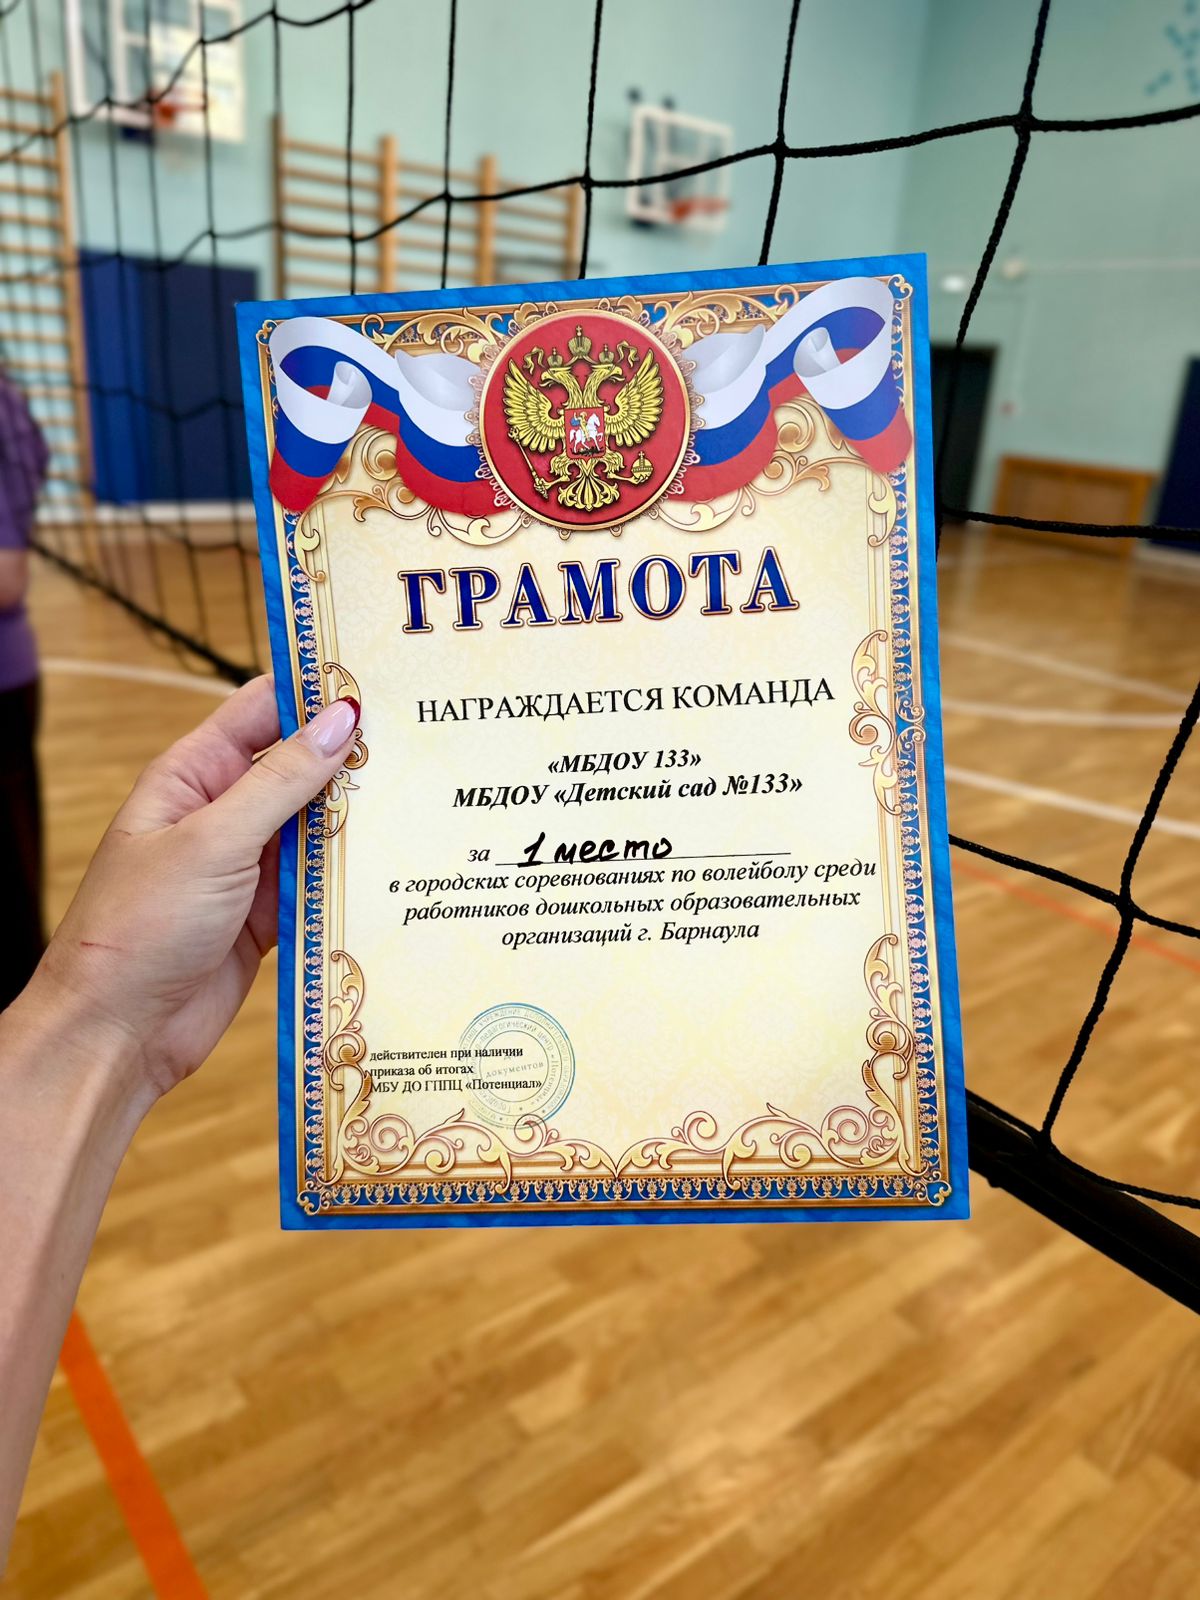 ГРАМОТА
НАГРАЖДАЕТСЯ КОМАНДА
«МБДОУ 133»
МБДОУ «Детский сад №133»
за 1 место
в городских соревнованиях по волейболу среди
работников дошкольных образовательных
организаций г. Барнаула
действителен при наличии
приказа об итогах
МБУ ДО ГППЦ «Потенциал»
документов